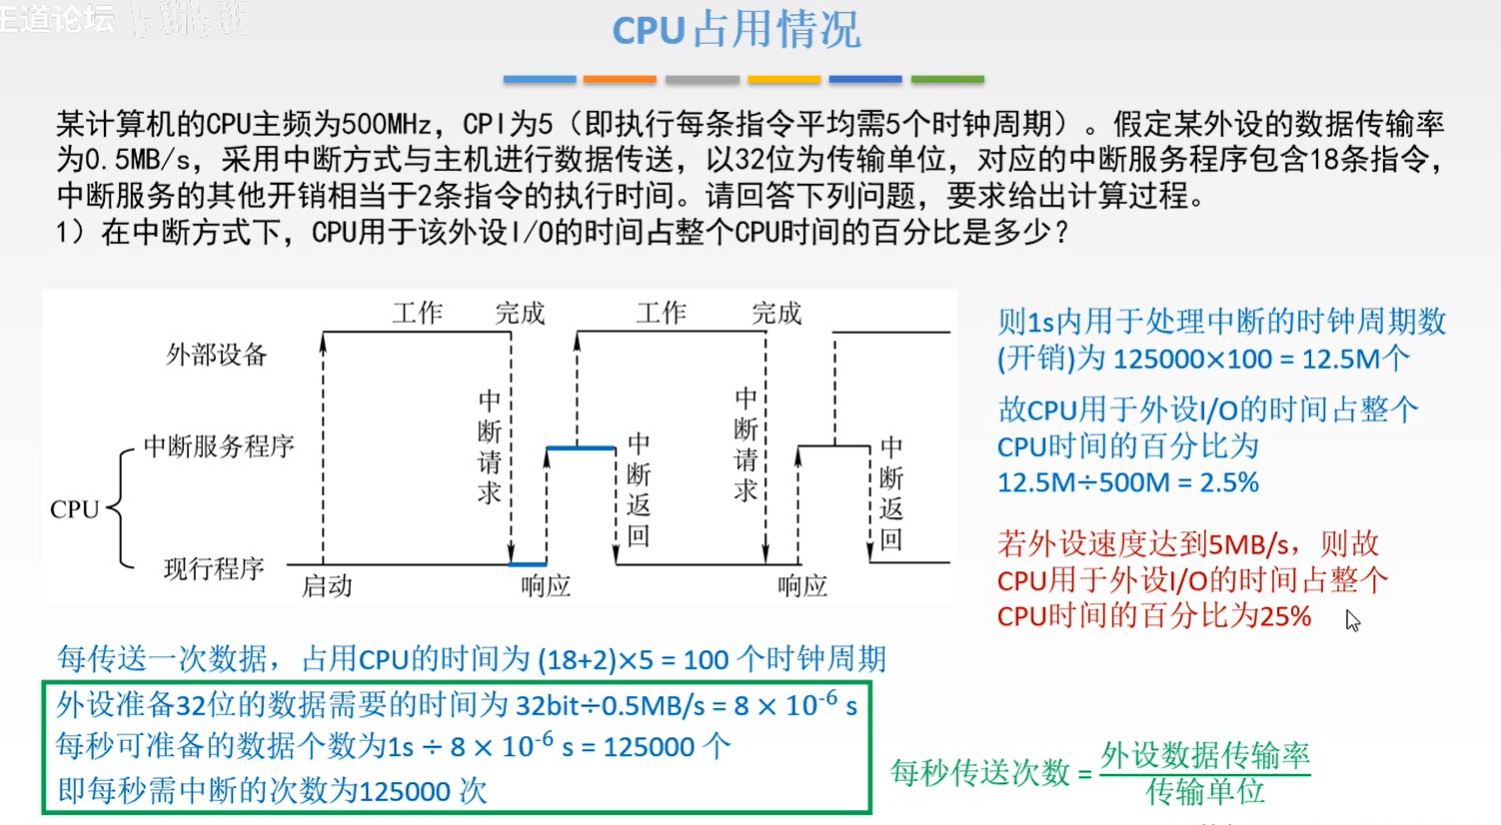 王道论坛
CPU占用情况
某计算机的CPU主频为500MHz，CPI为5（即执行每条指令平均需5个时钟周期）。假定某外设的数据传输率
为0.5MB/s，采用中断方式与主机进行数据传送，以32位为传输单位，对应的中断服务程序包含18条指令，
中断服务的其他开销相当于2条指令的执行时间。请回答下列问题，要求给出计算过程。
1）在中断方式下，CPU用于该外设I/O的时间占整个CPU时间的百分比是多少？
工作 完成 工作 完成
外部设备
中断请求
中断请求
中断服务程序
中断返回
中断返回
CPU
现行程序
启动 响应 响应
则1s内用于处理中断的时钟周期数
(开销)为 125000×100 = 12.5M个
故CPU用于外设I/O的时间占整个
CPU时间的百分比为
12.5M÷500M = 2.5%
若外设速度达到5MB/s，则故
CPU用于外设I/O的时间占整个
CPU时间的百分比为25%
每传送一次数据，占用CPU的时间为 (18+2)×5 = 100 个时钟周期
外设准备32位的数据需要的时间为 32bit÷0.5MB/s = 8 × 10⁻⁶ s
每秒可准备的数据个数为1s ÷ 8 × 10⁻⁶ s = 125000 个
即每秒需中断的次数为125000 次
每秒传送次数 = 外设数据传输率
传输单位